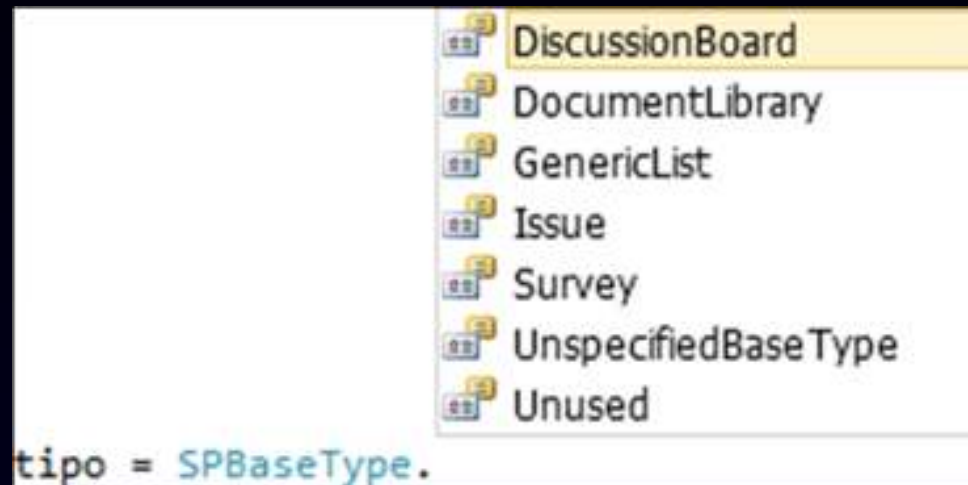 DiscussionBoard
DocumentLibrary
GenericList
Issue
Survey
UnspecifiedBaseType
Unused
tipo = SPBaseType.